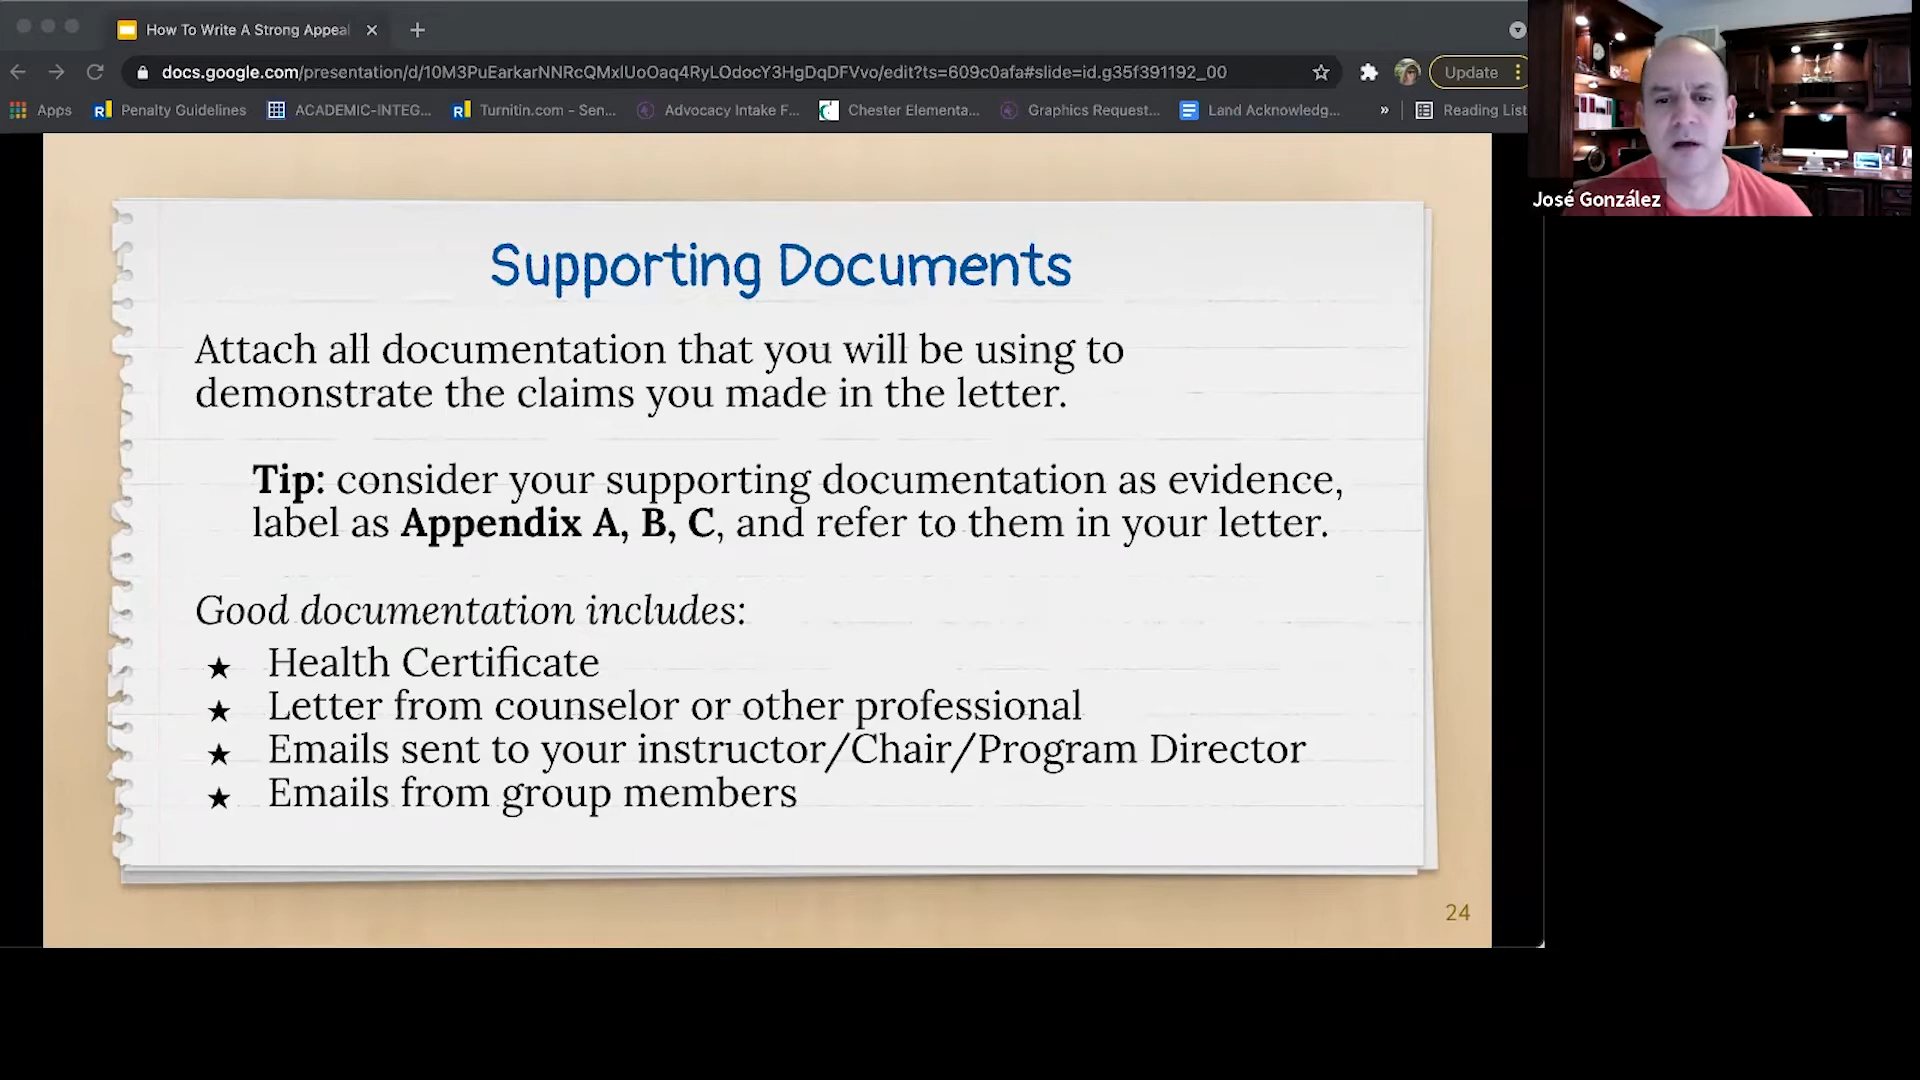 How To Write A Strong Appeal
docs.google.com/presentation/d/10M3PuEarkarNNRcQMxlUoOaq4RyLOdocY3HgDqDFVvo/edit?ts=609c0afa#slide=id.g35f391192_00
Update
Apps
Penalty Guidelines
ACADEMIC-INTEG...
Turnitin.com - Sen...
Advocacy Intake F...
Chester Elementa...
Graphics Request...
Land Acknowledg...
»
Reading List
José González
Supporting Documents
Attach all documentation that you will be using to
demonstrate the claims you made in the letter.
Tip: consider your supporting documentation as evidence,
label as Appendix A, B, C, and refer to them in your letter.
Good documentation includes:
★ Health Certificate
★ Letter from counselor or other professional
★ Emails sent to your instructor/Chair/Program Director
★ Emails from group members
24